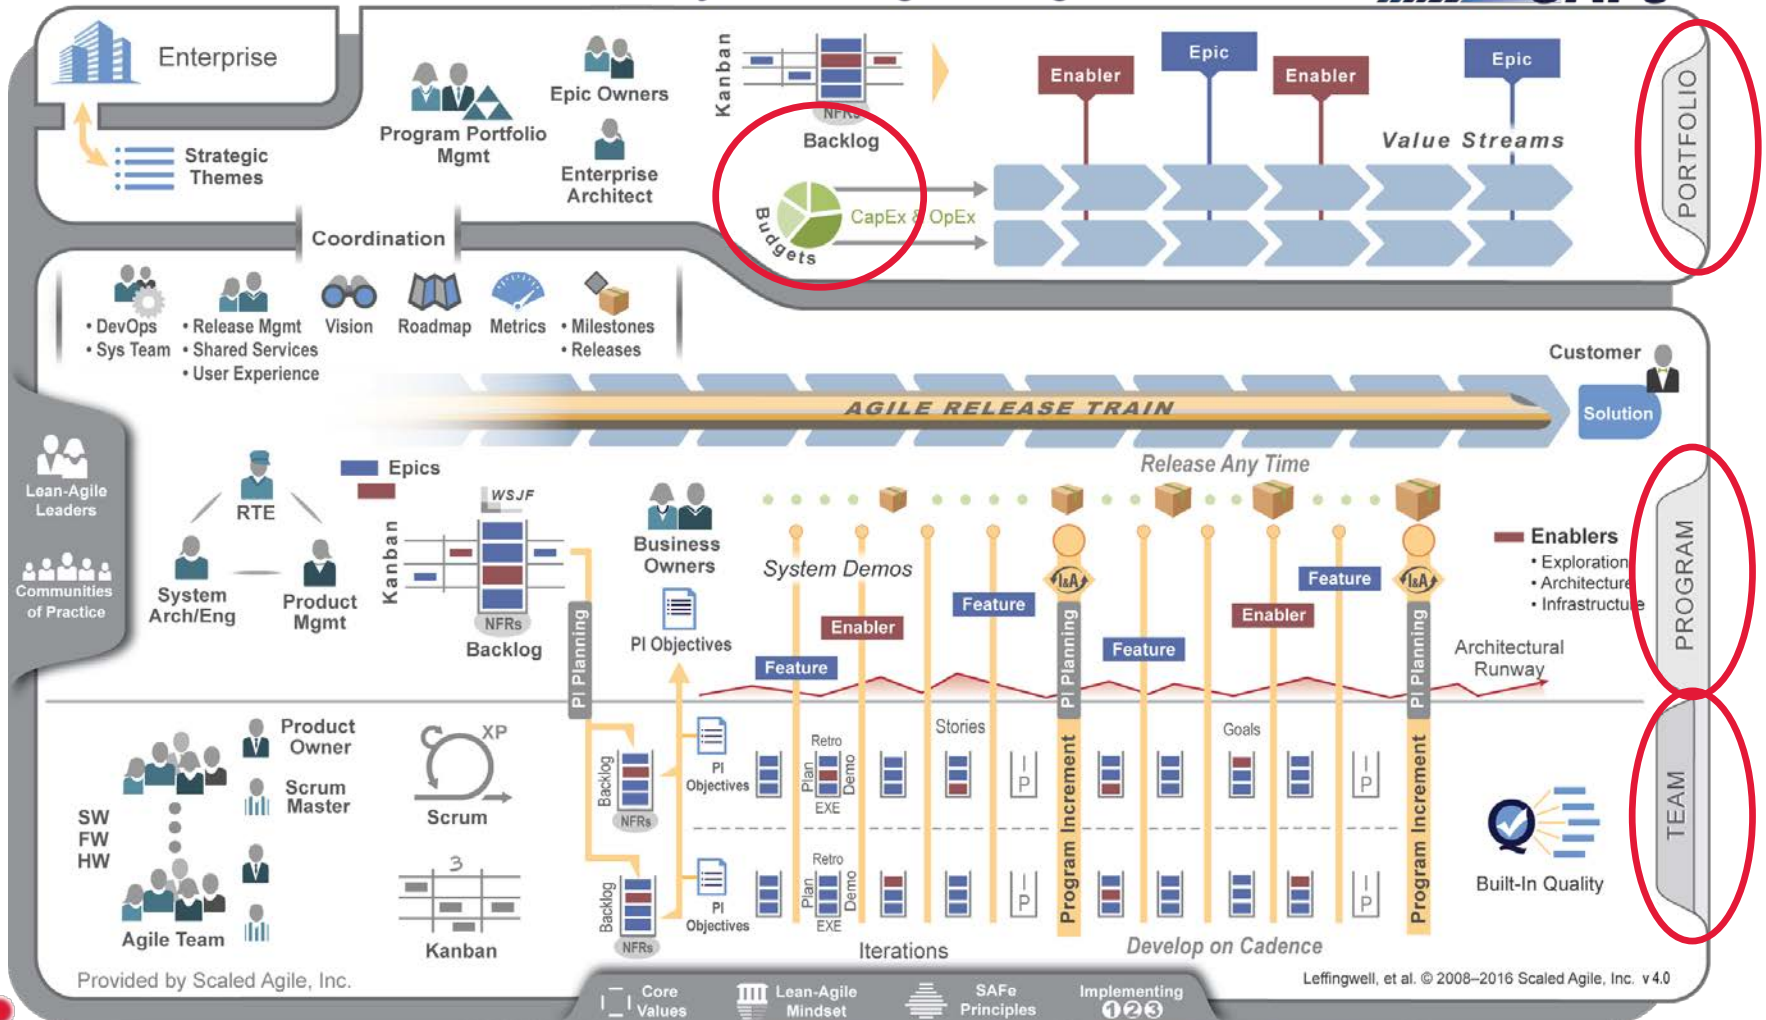 Enterprise
Strategic
Themes
Program Portfolio
Mgmt
Epic Owners
Enterprise
Architect
Kanban
NFRs
Backlog
Budgets
CapEx & OpEx
Enabler
Epic
Enabler
Epic
Value Streams
PORTFOLIO
Coordination
• DevOps
• Sys Team
• Release Mgmt
• Shared Services
• User Experience
Vision
Roadmap
Metrics
• Milestones
• Releases
Customer
Solution
AGILE RELEASE TRAIN
Release Any Time
Lean-Agile
Leaders
Communities
of Practice
RTE
System
Arch/Eng
Product
Mgmt
Epics
Kanban
WSJF
NFRs
Backlog
PI Planning
Business
Owners
PI Objectives
System Demos
Feature
Enabler
Feature
I&A
PI Planning
Feature
Enabler
Feature
I&A
PI Planning
Enablers
• Exploration
• Architecture
• Infrastructure
Architectural
Runway
PROGRAM
Product
Owner
Scrum
Master
SW
FW
HW
Agile Team
XP
Scrum
3
Kanban
Backlog
NFRs
PI
Objectives
Plan
Retro
Demo
EXE
Stories
I
P
Program Increment
Goals
I
P
Program Increment
Backlog
NFRs
PI
Objectives
Plan
Retro
Demo
EXE
I
P
I
P
Iterations
Develop on Cadence
Built-In Quality
TEAM
Provided by Scaled Agile, Inc.
Leffingwell, et al. © 2008–2016 Scaled Agile, Inc. v 4.0
Core
Values
Lean-Agile
Mindset
SAFe
Principles
Implementing
1 2 3